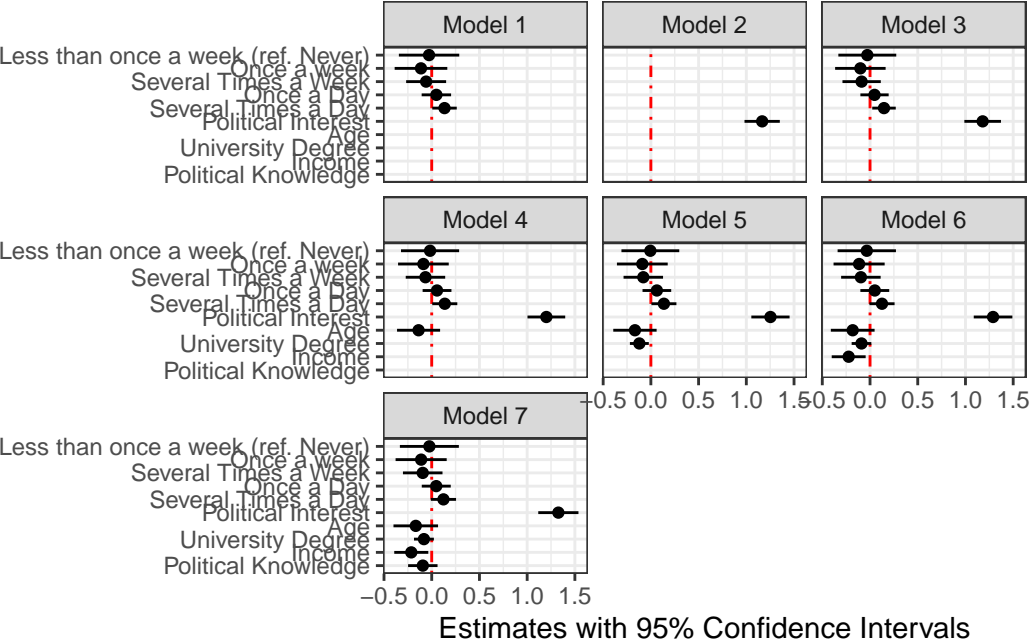 Model 1 Model 2 Model 3
Less than once a week (ref. Never)
Once a week
Several Times a Week
Once a Day
Several Times a Day
Political Interest
Age
University Degree
Income
Political Knowledge
Model 4 Model 5 Model 6
Less than once a week (ref. Never)
Once a week
Several Times a Week
Once a Day
Several Times a Day
Political Interest
Age
University Degree
Income
Political Knowledge
−0.5 0.0 0.5 1.0 1.5 −0.5 0.0 0.5 1.0 1.5
Model 7
Less than once a week (ref. Never)
Once a week
Several Times a Week
Once a Day
Several Times a Day
Political Interest
Age
University Degree
Income
Political Knowledge
−0.5 0.0 0.5 1.0 1.5
Estimates with 95% Confidence Intervals